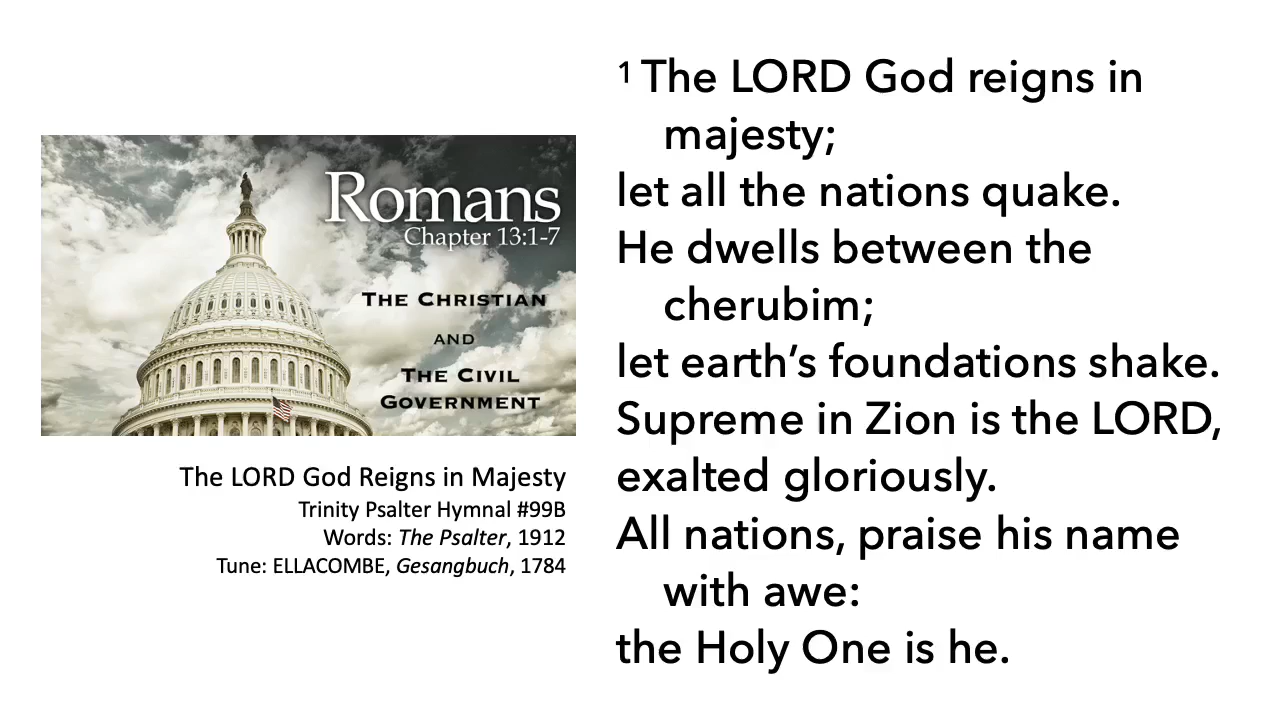 Romans
Chapter 13:1-7
The Christian
and
The Civil
Government
The LORD God Reigns in Majesty
Trinity Psalter Hymnal #99B
Words: The Psalter, 1912
Tune: ELLACOMBE, Gesangbuch, 1784
1 The LORD God reigns in
majesty;
let all the nations quake.
He dwells between the
cherubim;
let earth’s foundations shake.
Supreme in Zion is the LORD,
exalted gloriously.
All nations, praise his name
with awe:
the Holy One is he.